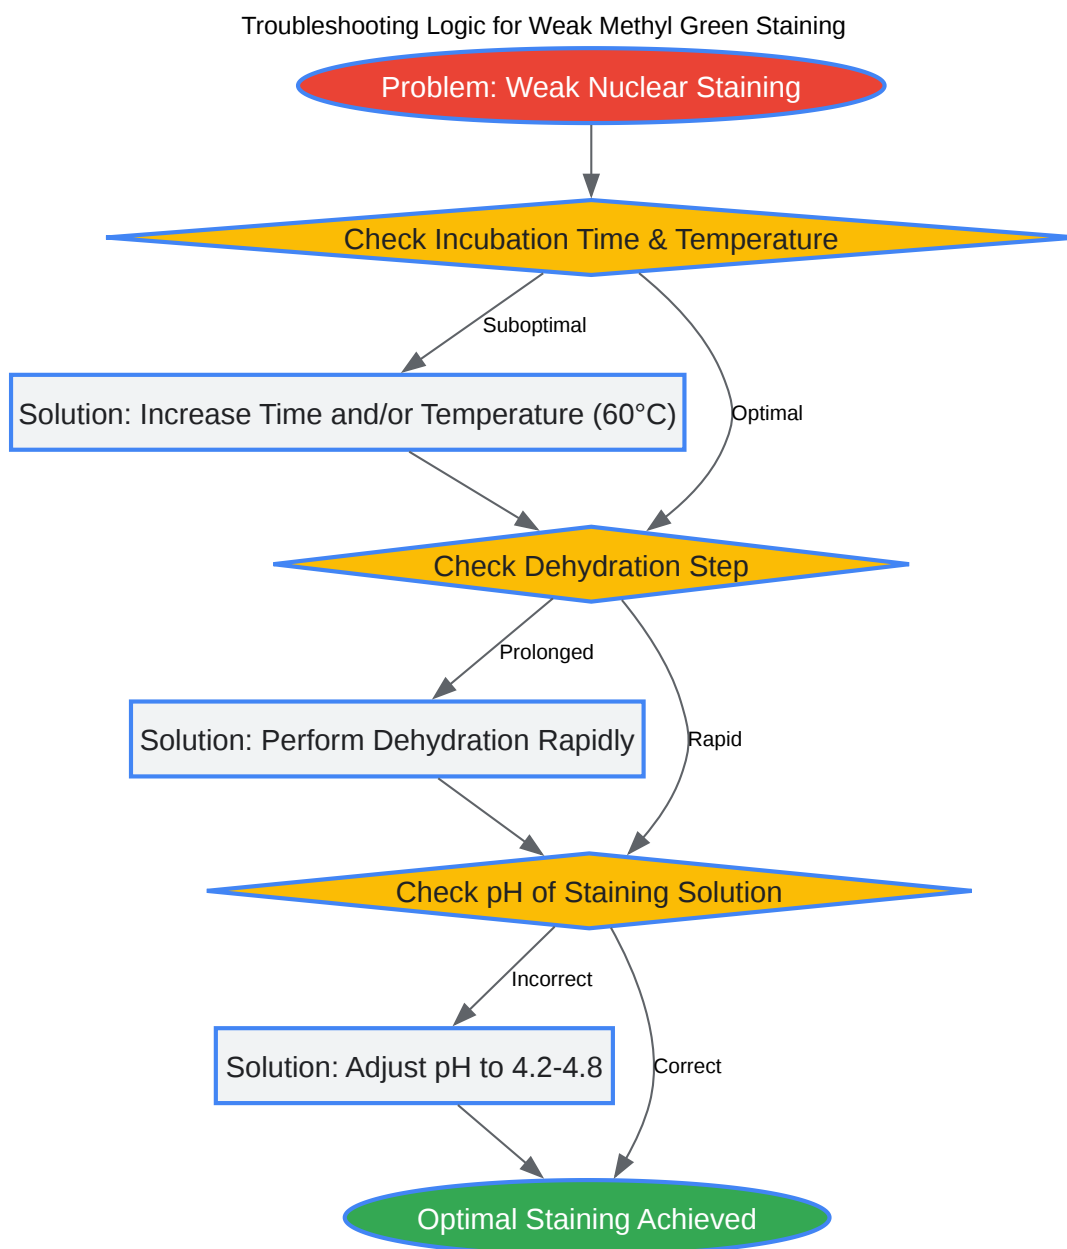 Troubleshooting Logic for Weak Methyl Green Staining
Problem: Weak Nuclear Staining
Check Incubation Time & Temperature
Suboptimal
Solution: Increase Time and/or Temperature (60°C)
Optimal
Check Dehydration Step
Prolonged
Solution: Perform Dehydration Rapidly
Rapid
Check pH of Staining Solution
Incorrect
Solution: Adjust pH to 4.2-4.8
Correct
Optimal Staining Achieved